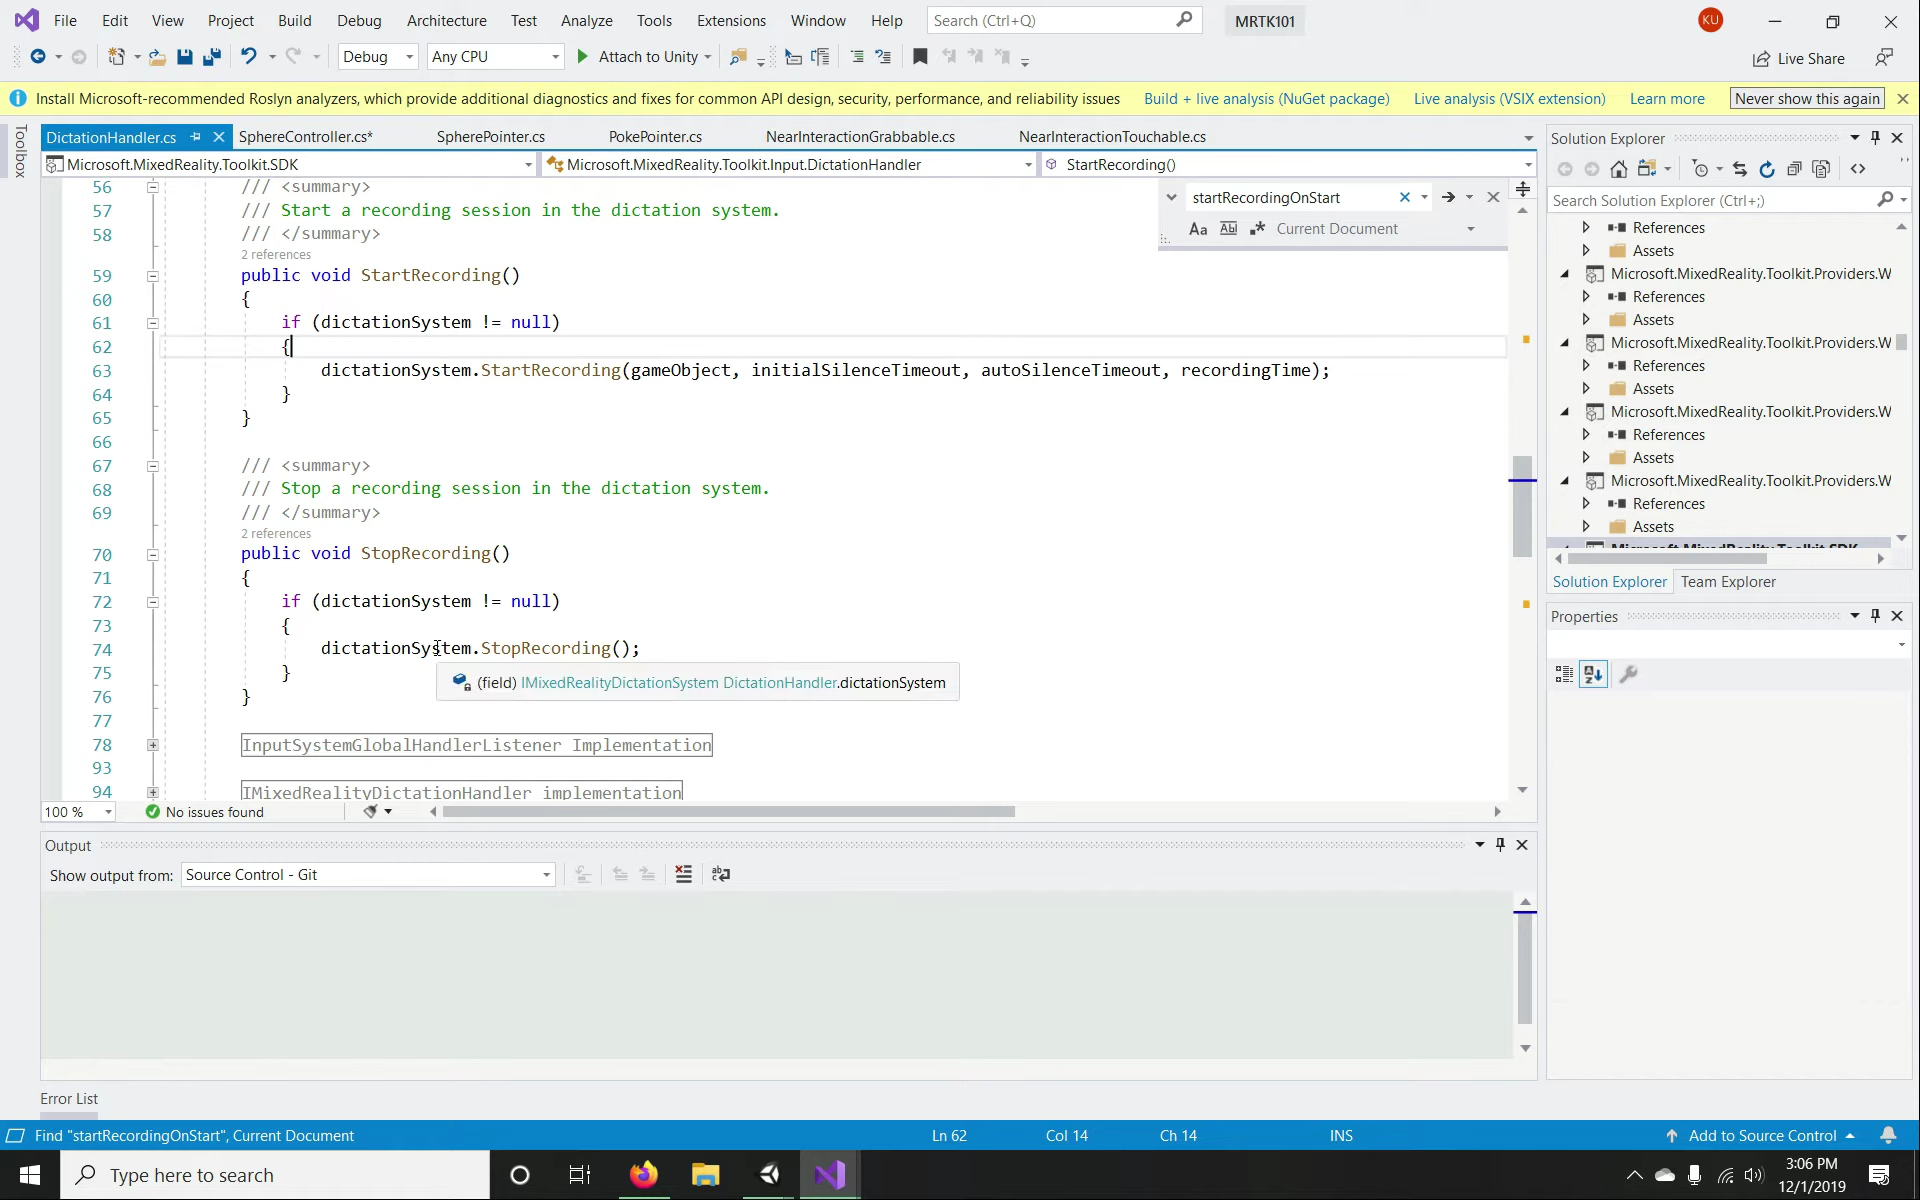 File Edit View Project Build Debug Architecture Test Analyze Tools Extensions Window Help Search (Ctrl+Q) MRTK101 KU
Debug Any CPU Attach to Unity Live Share
Install Microsoft-recommended Roslyn analyzers, which provide additional diagnostics and fixes for common API design, security, performance, and reliability issues Build + live analysis (NuGet package) Live analysis (VSIX extension) Learn more Never show this again
Toolbox
DictationHandler.cs SphereController.cs* SpherePointer.cs PokePointer.cs NearInteractionGrabbable.cs NearInteractionTouchable.cs
Microsoft.MixedReality.Toolkit.SDK Microsoft.MixedReality.Toolkit.Input.DictationHandler StartRecording()
startRecordingOnStart
Aa Abl .* Current Document
56 /// <summary>
57 /// Start a recording session in the dictation system.
58 /// </summary>
2 references
59 public void StartRecording()
60 {
61 if (dictationSystem != null)
62 {
63 dictationSystem.StartRecording(gameObject, initialSilenceTimeout, autoSilenceTimeout, recordingTime);
64 }
65 }
66
67 /// <summary>
68 /// Stop a recording session in the dictation system.
69 /// </summary>
2 references
70 public void StopRecording()
71 {
72 if (dictationSystem != null)
73 {
74 dictationSystem.StopRecording();
75 }
(field) IMixedRealityDictationSystem DictationHandler.dictationSystem
76 }
77
78 InputSystemGlobalHandlerListener Implementation
93
94 IMixedRealityDictationHandler implementation
100 % No issues found
Solution Explorer
Search Solution Explorer (Ctrl+;)
References
Assets
Microsoft.MixedReality.Toolkit.Providers.W
References
Assets
Microsoft.MixedReality.Toolkit.Providers.W
References
Assets
Microsoft.MixedReality.Toolkit.Providers.W
References
Assets
Microsoft.MixedReality.Toolkit.Providers.W
References
Assets
Microsoft.MixedReality.Toolkit.SDK
Solution Explorer Team Explorer
Properties
Output
Show output from: Source Control - Git
Error List
Find "startRecordingOnStart", Current Document Ln 62 Col 14 Ch 14 INS Add to Source Control
Type here to search
3:06 PM
12/1/2019